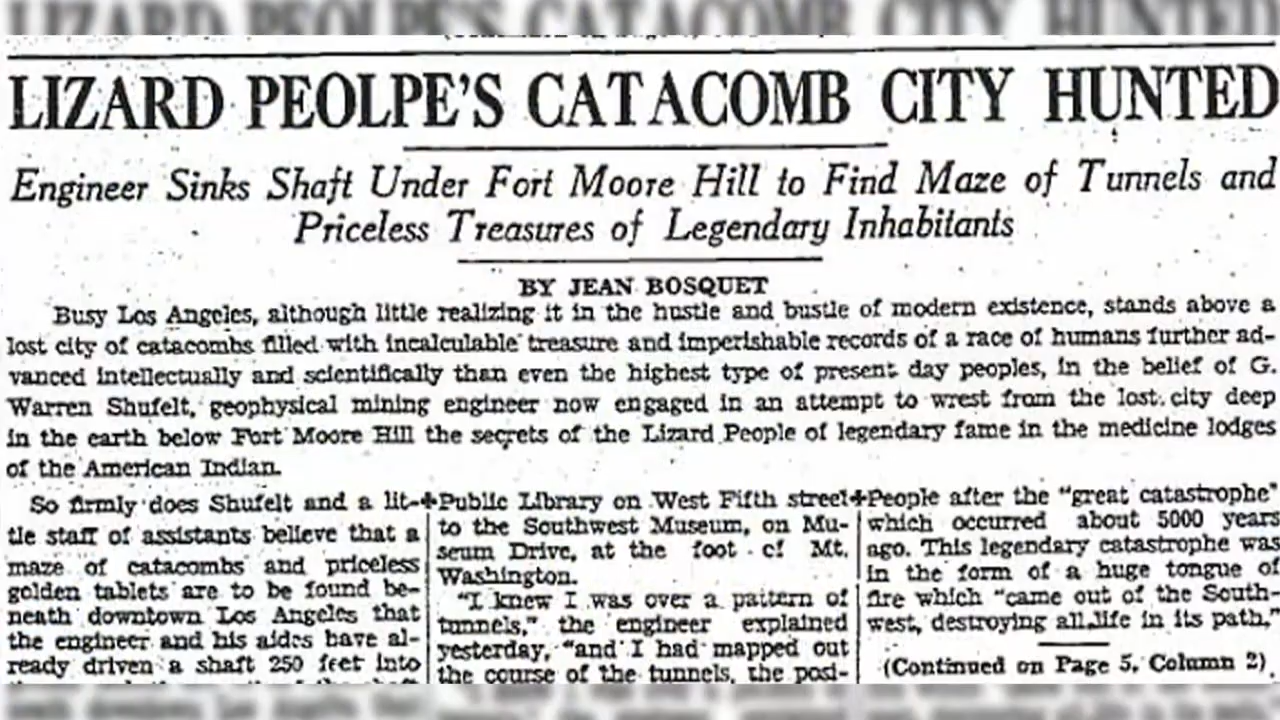 LIZARD PEOLPE'S CATACOMB CITY HUNTED
Engineer Sinks Shaft Under Fort Moore Hill to Find Maze of Tunnels and
Priceless Treasures of Legendary Inhabitants
BY JEAN BOSQUET
Busy Los Angeles, although little realizing it in the hustle and bustle of modern existence, stands above a
lost city of catacombs filled with incalculable treasure and imperishable records of a race of humans further ad-
vanced intellectually and scientifically than even the highest type of present day peoples, in the belief of G.
Warren Shufelt, geophysical mining engineer now engaged in an attempt to wrest from the lost city deep
in the earth below Fort Moore Hill the secrets of the Lizard People of legendary fame in the medicine lodges
of the American Indian.
So firmly does Shufelt and a lit-
tle staff of assistants believe that a
maze of catacombs and priceless
golden tablets are to be found be-
neath downtown Los Angeles that
the engineer and his aides have al-
ready driven a shaft 250 feet into
Public Library on West Fifth street
to the Southwest Museum, on Mu-
seum Drive, at the foot of Mt.
Washington.
"I knew I was over a pattern of
tunnels," the engineer explained
yesterday, "and I had mapped out
the course of the tunnels, the posi-
People after the "great catastrophe"
which occurred about 5000 years
ago. This legendary catastrophe was
in the form of a huge tongue of
fire which "came out of the South-
west, destroying all life in its path."
(Continued on Page 5, Column 2)